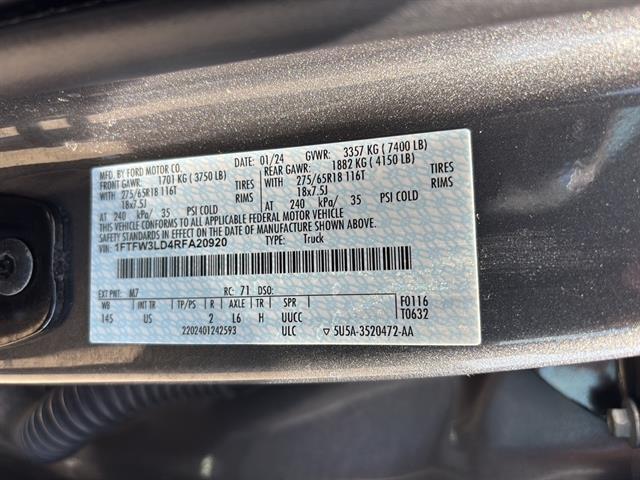 MFD. BY FORD MOTOR CO.
DATE: 01/24 GVWR: 3357 KG ( 7400 LB)
FRONT GAWR: 1701 KG ( 3750 LB) REAR GAWR: 1882 KG ( 4150 LB)
WITH 275/65R18 116T TIRES WITH 275/65R18 116T TIRES
18x7.5J RIMS 18x7.5J RIMS
AT 240 kPa/ 35 PSI COLD AT 240 kPa/ 35 PSI COLD
THIS VEHICLE CONFORMS TO ALL APPLICABLE FEDERAL MOTOR VEHICLE
SAFETY STANDARDS IN EFFECT ON THE DATE OF MANUFACTURE SHOWN ABOVE.
VIN: 1FTFW3LD4RFA20920 TYPE: Truck
EXT PNT: M7 RC: 71 DSO:
WB INT TR TP/PS R AXLE TR SPR F0116
145 US 2 L6 H UUCC T0632
2202401242593 ULC ▽ 5U5A-3520472-AA